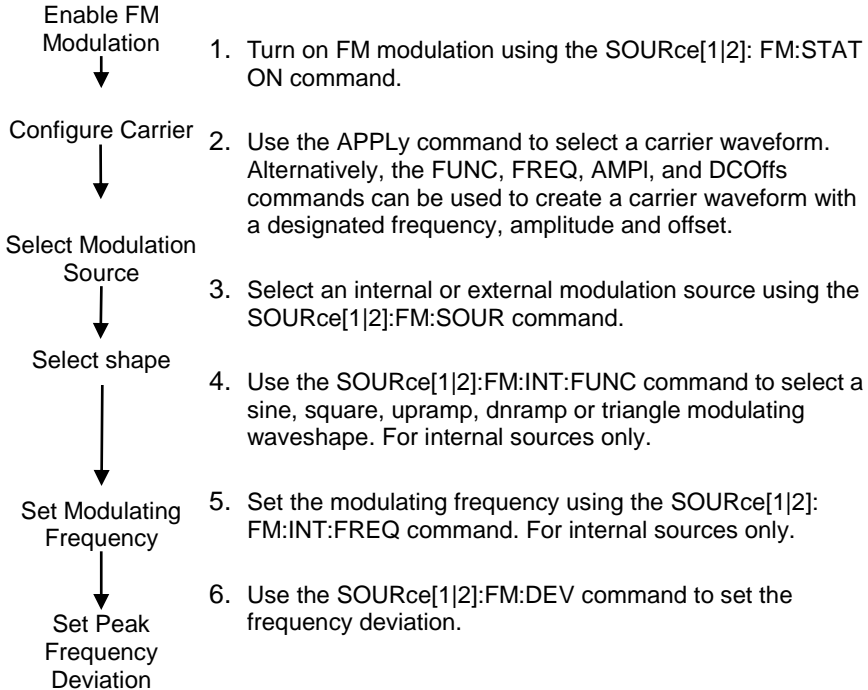 Enable FM
Modulation
1. Turn on FM modulation using the SOURce[1|2]: FM:STAT
ON command.
Configure Carrier
2. Use the APPLy command to select a carrier waveform.
Alternatively, the FUNC, FREQ, AMPl, and DCOffs
commands can be used to create a carrier waveform with
a designated frequency, amplitude and offset.
Select Modulation
Source
3. Select an internal or external modulation source using the
SOURce[1|2]:FM:SOUR command.
Select shape
4. Use the SOURce[1|2]:FM:INT:FUNC command to select a
sine, square, upramp, dnramp or triangle modulating
waveshape. For internal sources only.
Set Modulating
Frequency
5. Set the modulating frequency using the SOURce[1|2]:
FM:INT:FREQ command. For internal sources only.
Set Peak
Frequency
Deviation
6. Use the SOURce[1|2]:FM:DEV command to set the
frequency deviation.